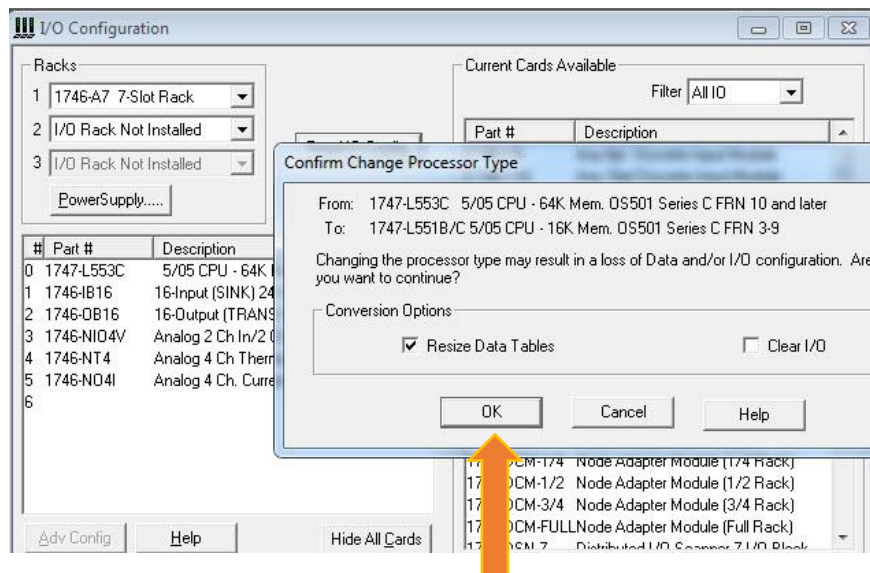 I/O Configuration
Racks
1 1746-A7 7-Slot Rack
2 I/O Rack Not Installed
3 I/O Rack Not Installed
PowerSupply.....
Current Cards Available
Filter All IO
Part # Description
Confirm Change Processor Type
From: 1747-L553C 5/05 CPU - 64K Mem. OS501 Series C FRN 10 and later
To: 1747-L551B/C 5/05 CPU - 16K Mem. OS501 Series C FRN 3-9
Changing the processor type may result in a loss of Data and/or I/O configuration. Are
you want to continue?
Conversion Options
Resize Data Tables
Clear I/O
OK
Cancel
Help
# Part # Description
0 1747-L553C 5/05 CPU - 64K
1 1746-IB16 16-Input (SINK) 24
2 1746-OB16 16-Output (TRANS
3 1746-NIO4V Analog 2 Ch In/2
4 1746-NT4 Analog 4 Ch Therm
5 1746-NO4I Analog 4 Ch. Curre
6
DCM-1/4 Node Adapter Module (1/4 Rack)
DCM-1/2 Node Adapter Module (1/2 Rack)
DCM-3/4 Node Adapter Module (3/4 Rack)
DCM-FULL Node Adapter Module (Full Rack)
Distributed I/O Scanner 7 I/O Block
Adv Config
Help
Hide All Cards